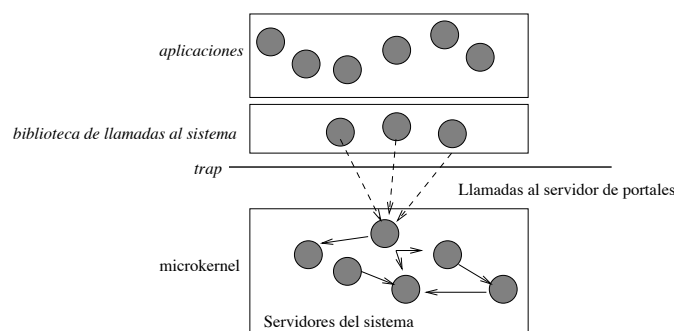 aplicaciones
biblioteca de llamadas al sistema
trap
Llamadas al servidor de portales
microkernel
Servidores del sistema